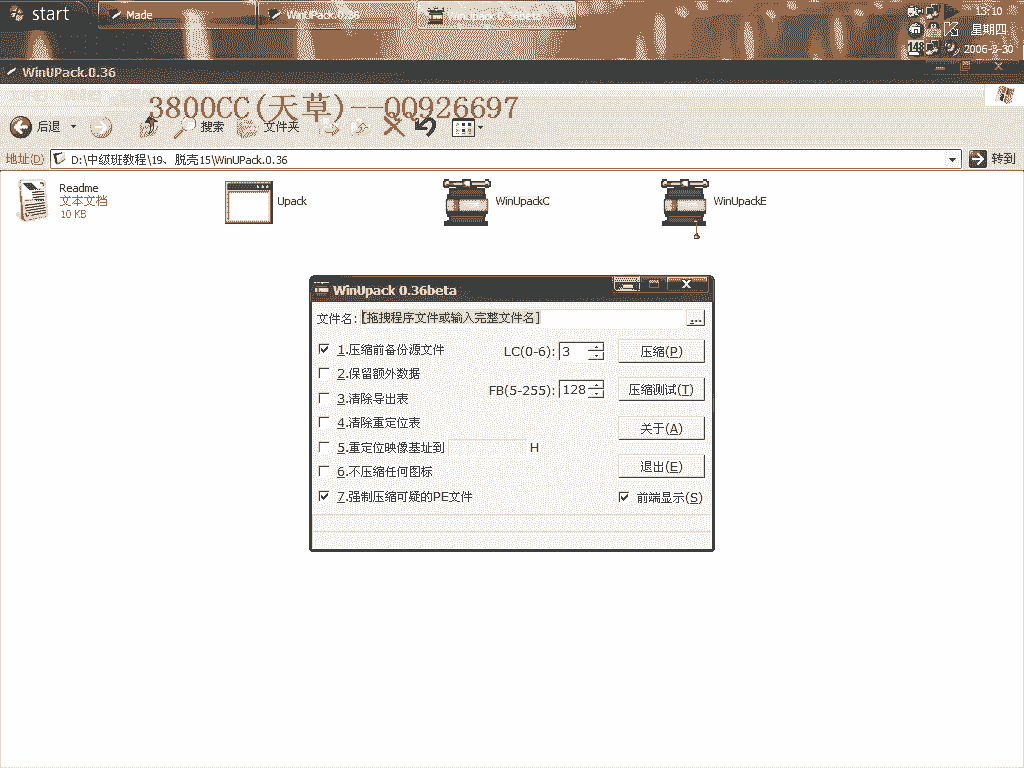 start
Made
WinUPack.0.36
WinUpack 0.36beta
13:10
星期四
148
2006-3-30
WinUPack.0.36
3800CC(天草)--QQ926697
后退
搜索
文件夹
地址(D)
D:\中级班教程\19、脱壳15\WinUPack.0.36
转到
Readme
文本文档
10 KB
Upack
WinUpackC
WinUpackE
WinUpack 0.36beta
文件名:
[拖拽程序文件或输入完整文件名]
...
1.压缩前备份源文件
LC(0-6):
3
压缩(P)
2.保留额外数据
FB(5-255):
128
压缩测试(T)
3.清除导出表
4.清除重定位表
关于(A)
5.重定位映像基址到
H
6.不压缩任何图标
退出(E)
7.强制压缩可疑的PE文件
前端显示(S)